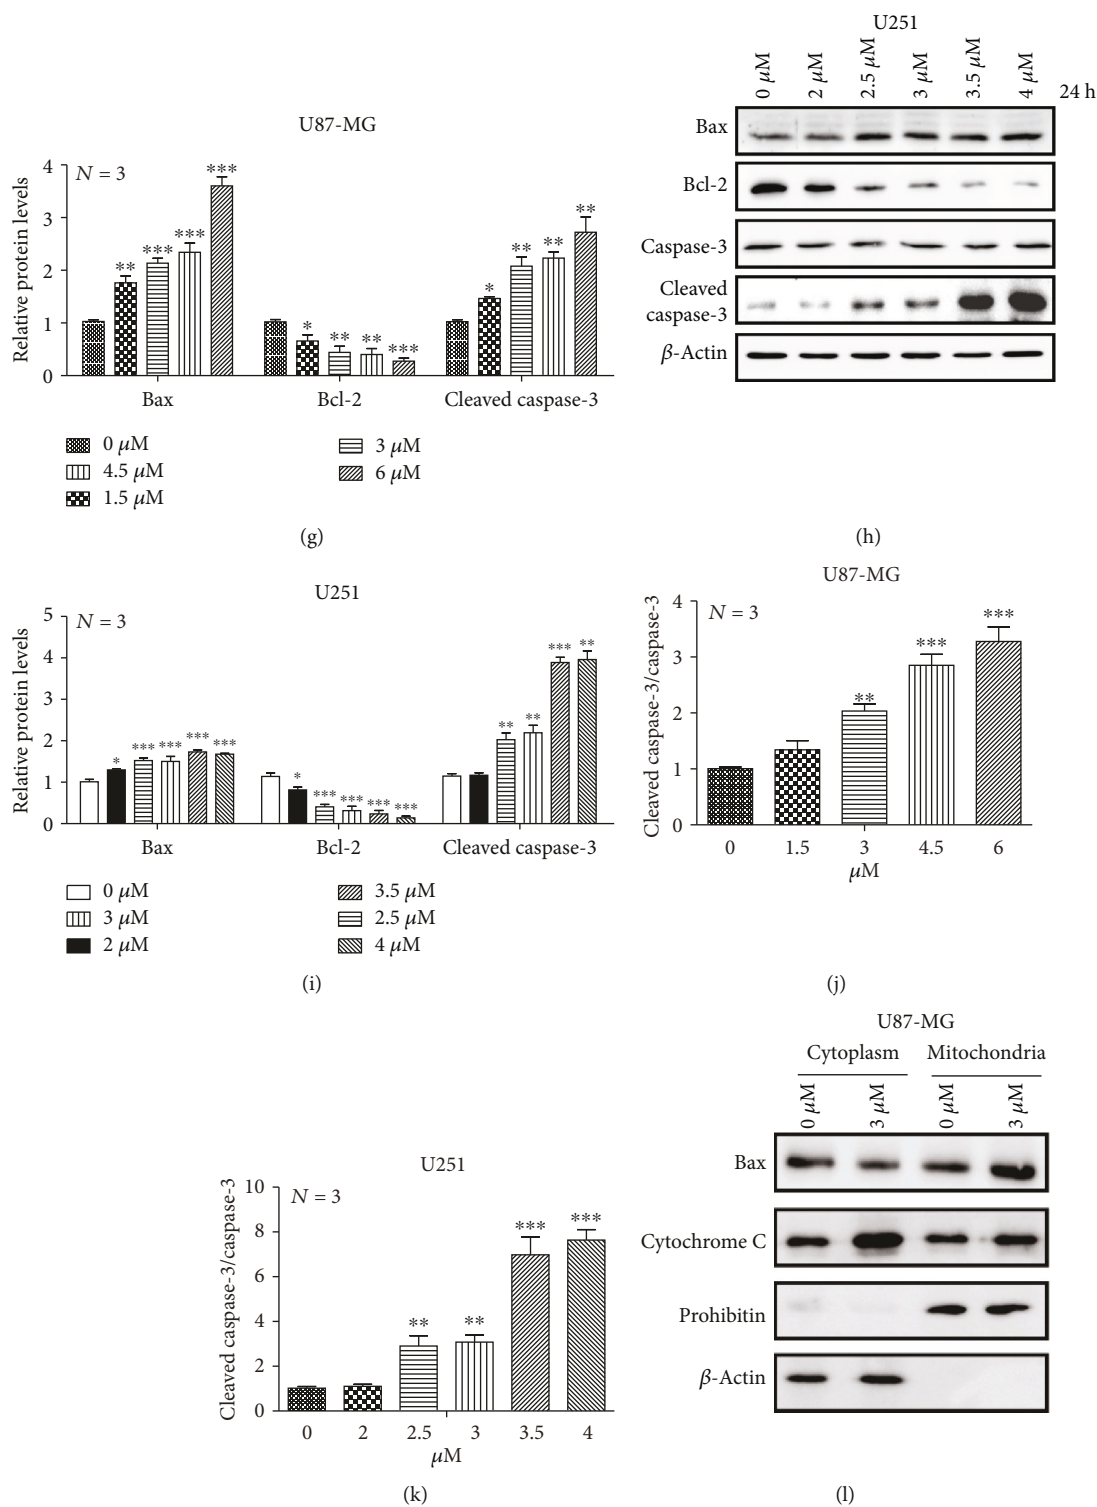 U87-MG
Relative protein levels
4
3
2
1
0
N = 3
***
**
***
***
*
**
**
***
*
**
**
**
Bax Bcl-2 Cleaved caspase-3
0 μM 3 μM
4.5 μM 6 μM
1.5 μM
(g)
U251
0 μM 2 μM 2.5 μM 3 μM 3.5 μM 4 μM 24 h
Bax
Bcl-2
Caspase-3
Cleaved
caspase-3
β-Actin
(h)
U251
Relative protein levels
5
4
3
2
1
0
N = 3
* *** *** *** ***
* *** *** *** ***
** ** *** **
Bax Bcl-2 Cleaved caspase-3
0 μM 3.5 μM
3 μM 2.5 μM
2 μM 4 μM
(i)
U87-MG
Cleaved caspase-3/caspase-3
4
3
2
1
0
N = 3
** *** ***
0 1.5 3 4.5 6
μM
(j)
U251
Cleaved caspase-3/caspase-3
10
8
6
4
2
0
N = 3
** ** *** ***
0 2 2.5 3 3.5 4
μM
(k)
U87-MG
Cytoplasm Mitochondria
0 μM 3 μM 0 μM 3 μM
Bax
Cytochrome C
Prohibitin
β-Actin
(l)